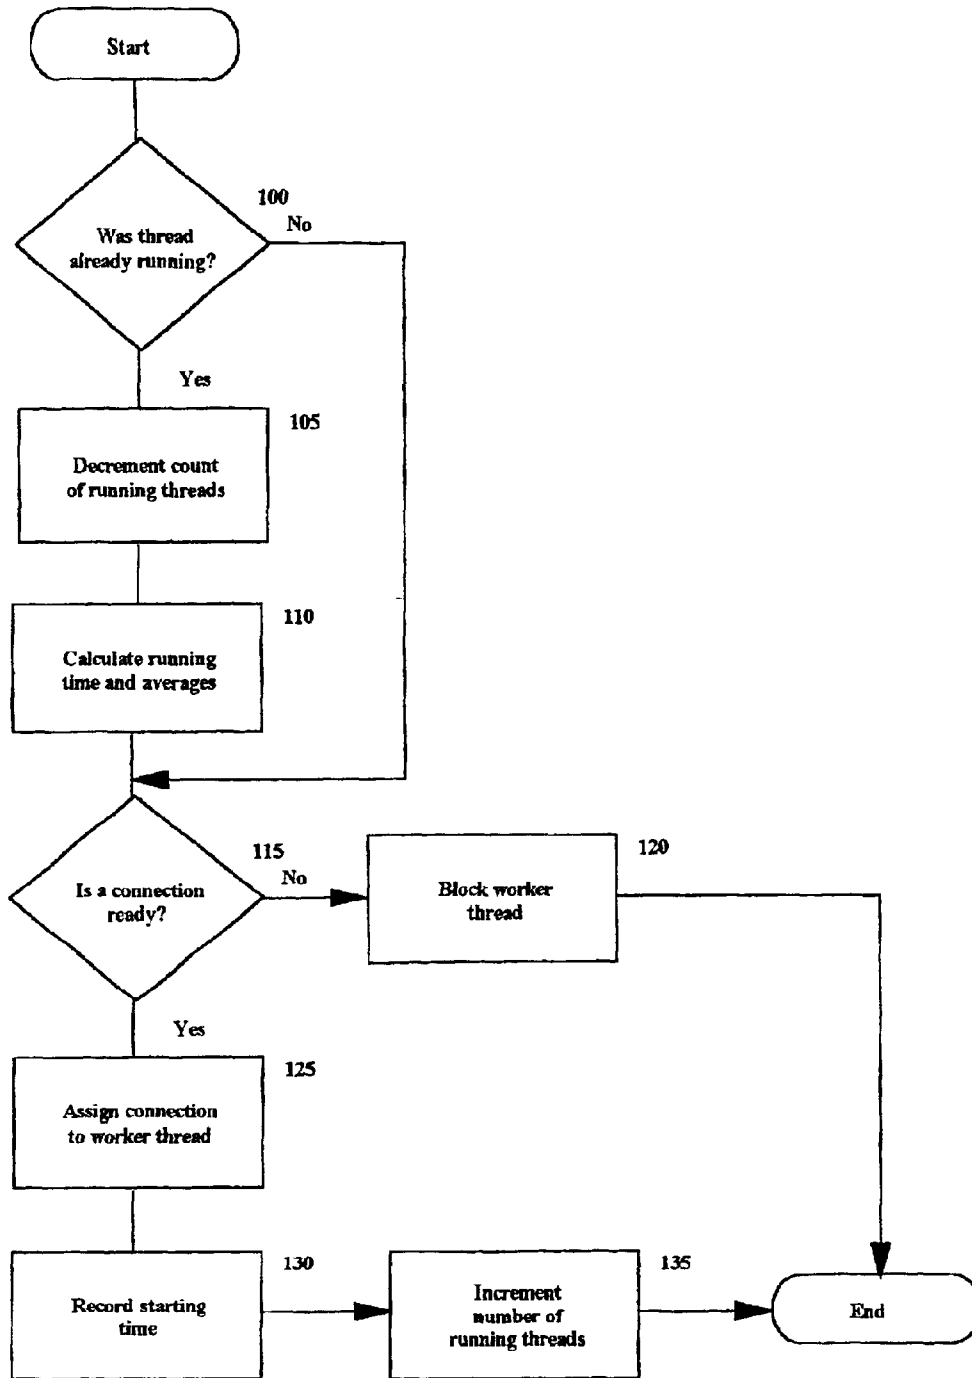 Start
100
No
Was thread
already running?
Yes
105
Decrement count
of running threads
110
Calculate running
time and averages
115
No
Is a connection
ready?
120
Block worker
thread
Yes
125
Assign connection
to worker thread
130
Record starting
time
135
Increment
number of
running threads
End